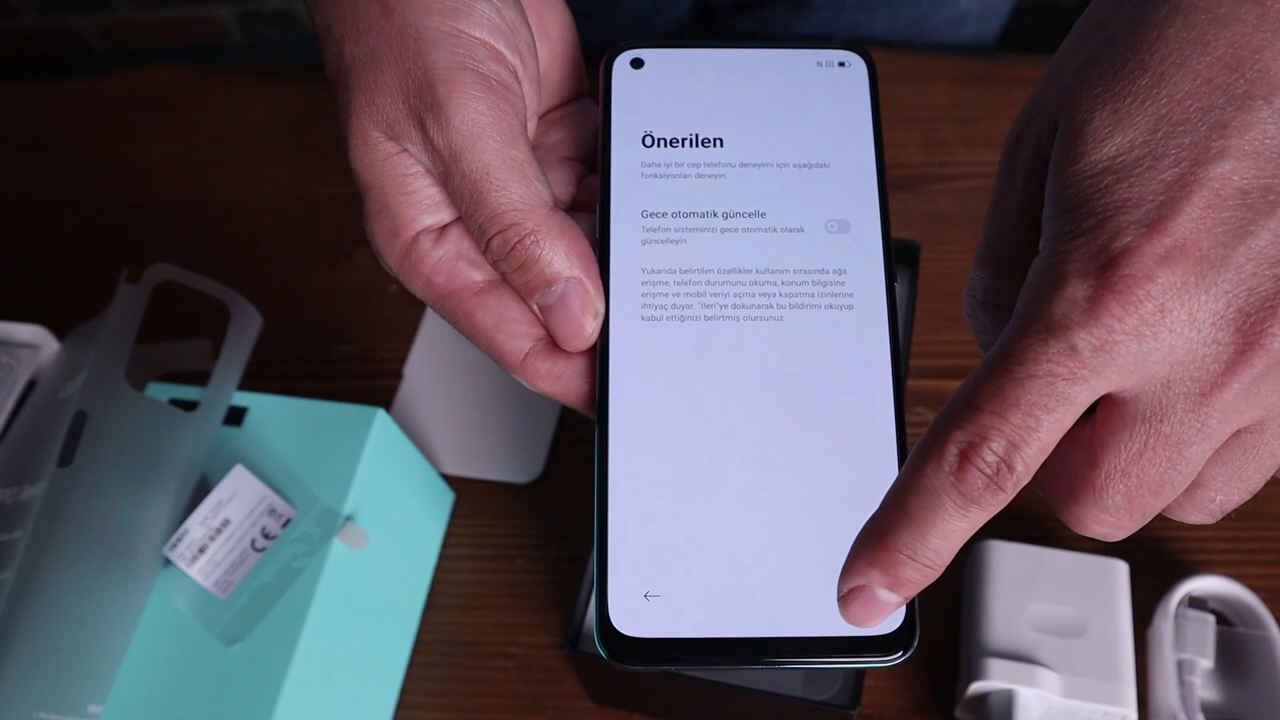 Önerilen
Daha iyi bir cep telefonu deneyimi için aşağıdaki
fonksiyonları deneyin.
Gece otomatik güncelle
Telefon sisteminizi gece otomatik olarak
güncelleyin.
Yukarıda belirtilen özellikler kullanım sırasında ağa
erişme, telefon durumunu okuma, konum bilgisine
erişme ve mobil veriyi açma veya kapatma izinlerine
ihtiyaç duyar. "İleri"ye dokunarak bu bildirimi okuyup
kabul ettiğinizi belirtmiş olursunuz.
CE